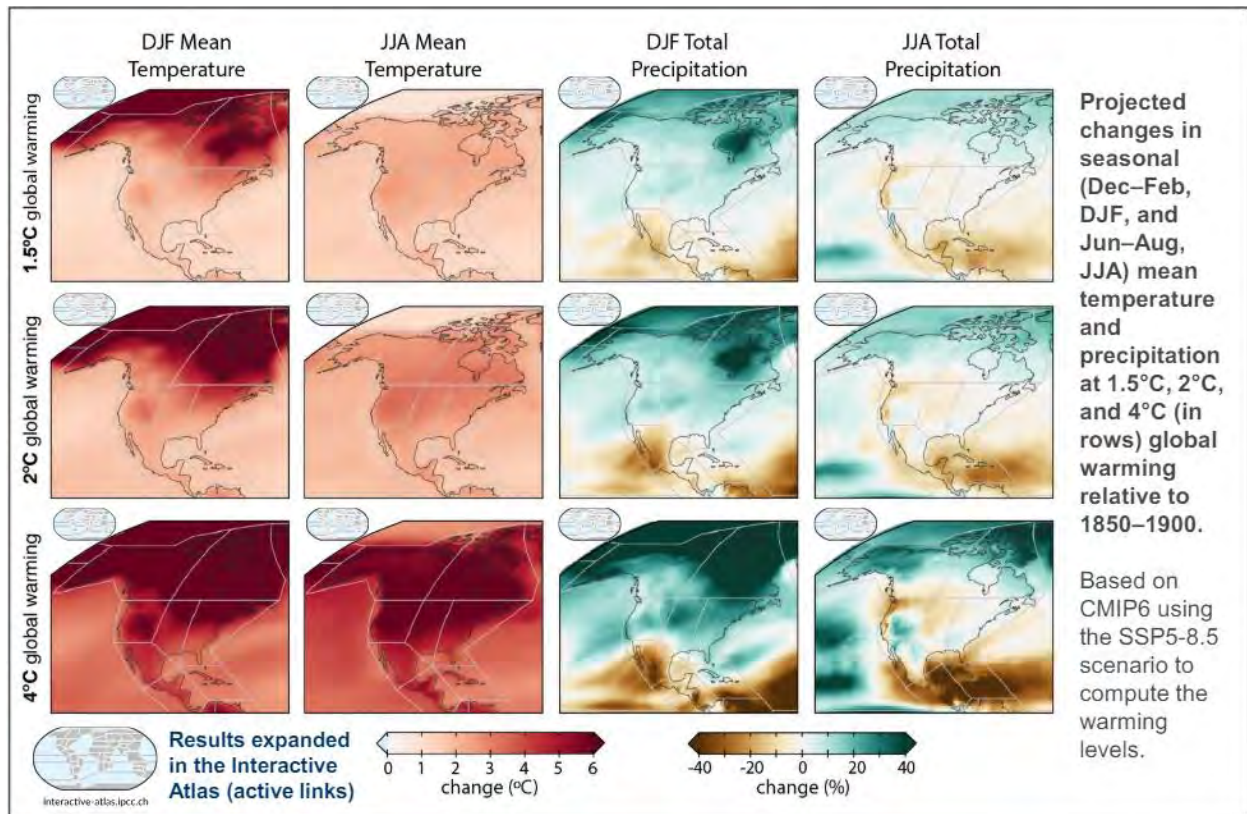 DJF Mean
Temperature
JJA Mean
Temperature
DJF Total
Precipitation
JJA Total
Precipitation
1.5ºC global warming
2ºC global warming
4ºC global warming
Projected
changes in
seasonal
(Dec–Feb,
DJF, and
Jun–Aug,
JJA) mean
temperature
and
precipitation
at 1.5°C, 2°C,
and 4°C (in
rows) global
warming
relative to
1850–1900.
Based on
CMIP6 using
the SSP5-8.5
scenario to
compute the
warming
levels.
interactive-atlas.ipcc.ch
Results expanded
in the Interactive
Atlas (active links)
0 1 2 3 4 5 6
change (ºC)
-40 -20 0 20 40
change (%)